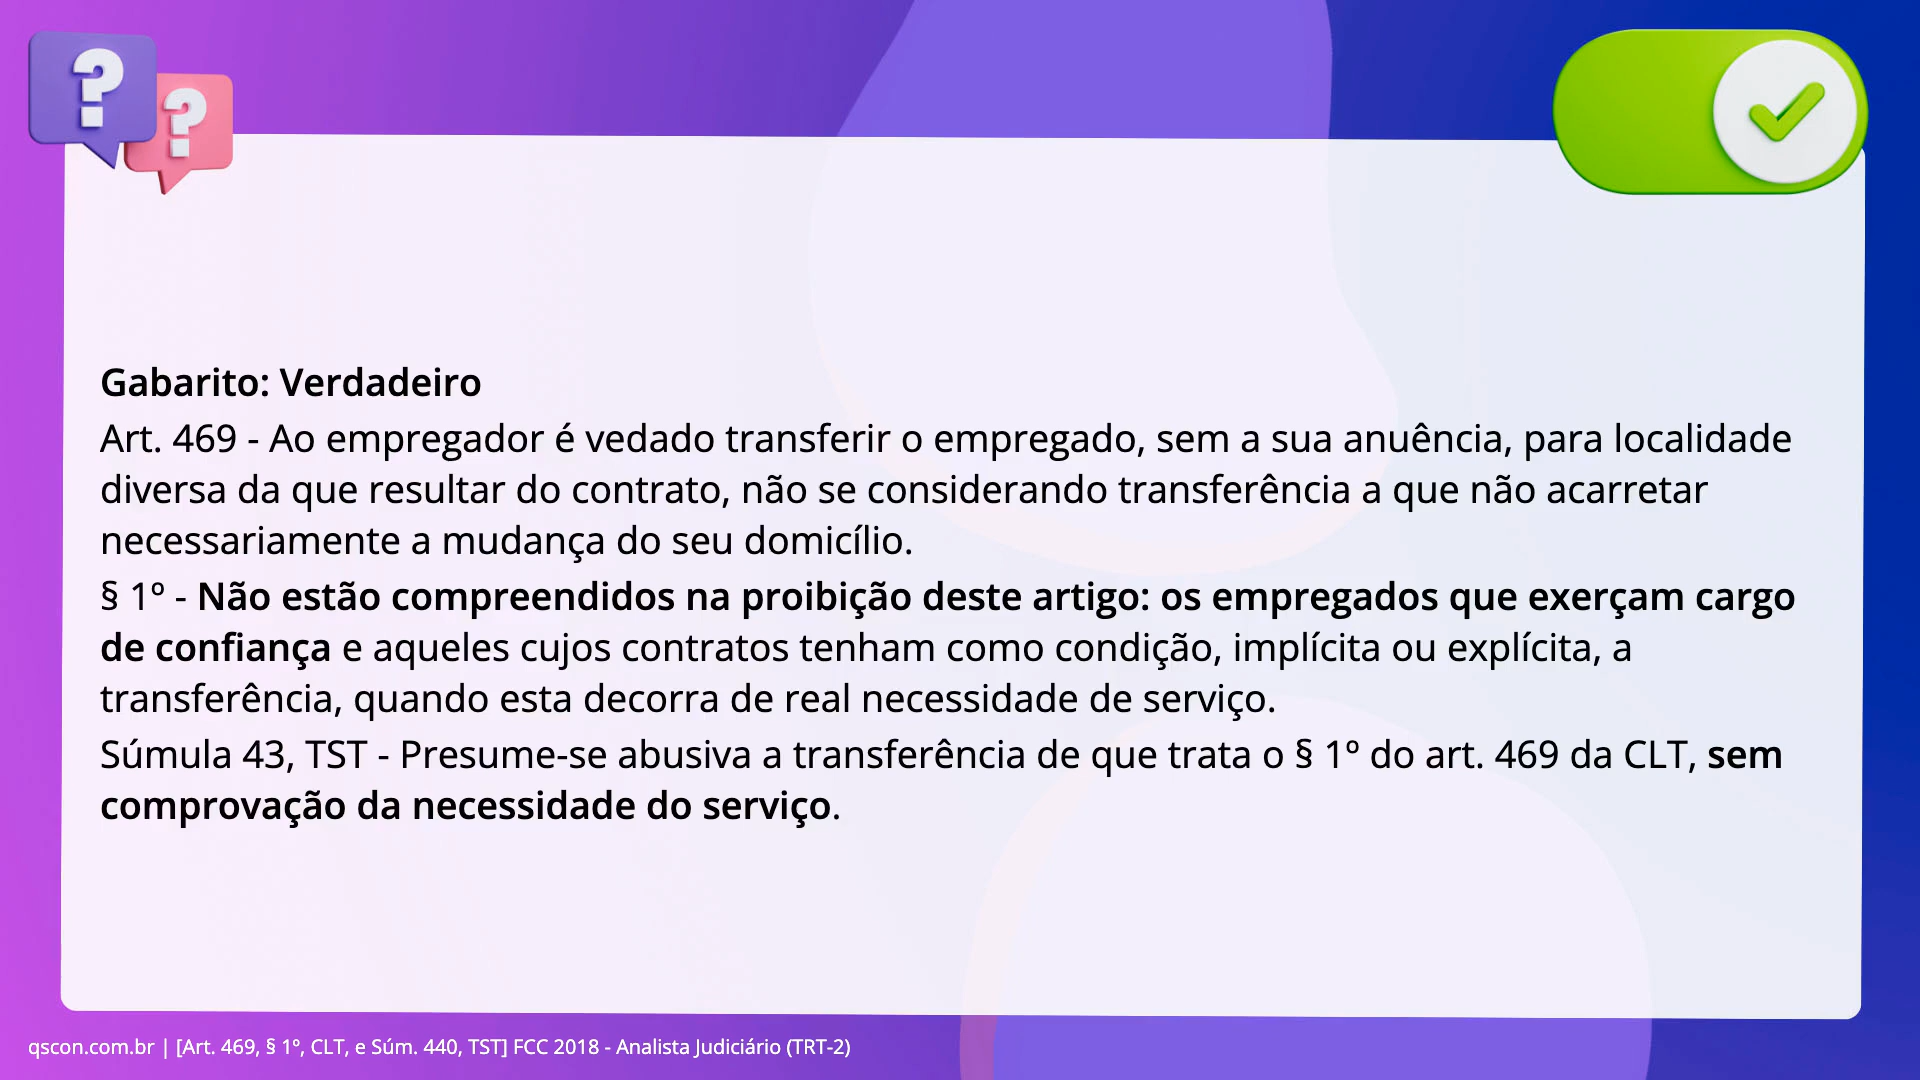 Gabarito: Verdadeiro
Art. 469 - Ao empregador é vedado transferir o empregado, sem a sua anuência, para localidade
diversa da que resultar do contrato, não se considerando transferência a que não acarretar
necessariamente a mudança do seu domicílio.
§ 1º - Não estão compreendidos na proibição deste artigo: os empregados que exerçam cargo
de confiança e aqueles cujos contratos tenham como condição, implícita ou explícita, a
transferência, quando esta decorra de real necessidade de serviço.
Súmula 43, TST - Presume-se abusiva a transferência de que trata o § 1º do art. 469 da CLT, sem
comprovação da necessidade do serviço.
qscon.com.br | [Art. 469, § 1º, CLT, e Súm. 440, TST] FCC 2018 - Analista Judiciário (TRT-2)